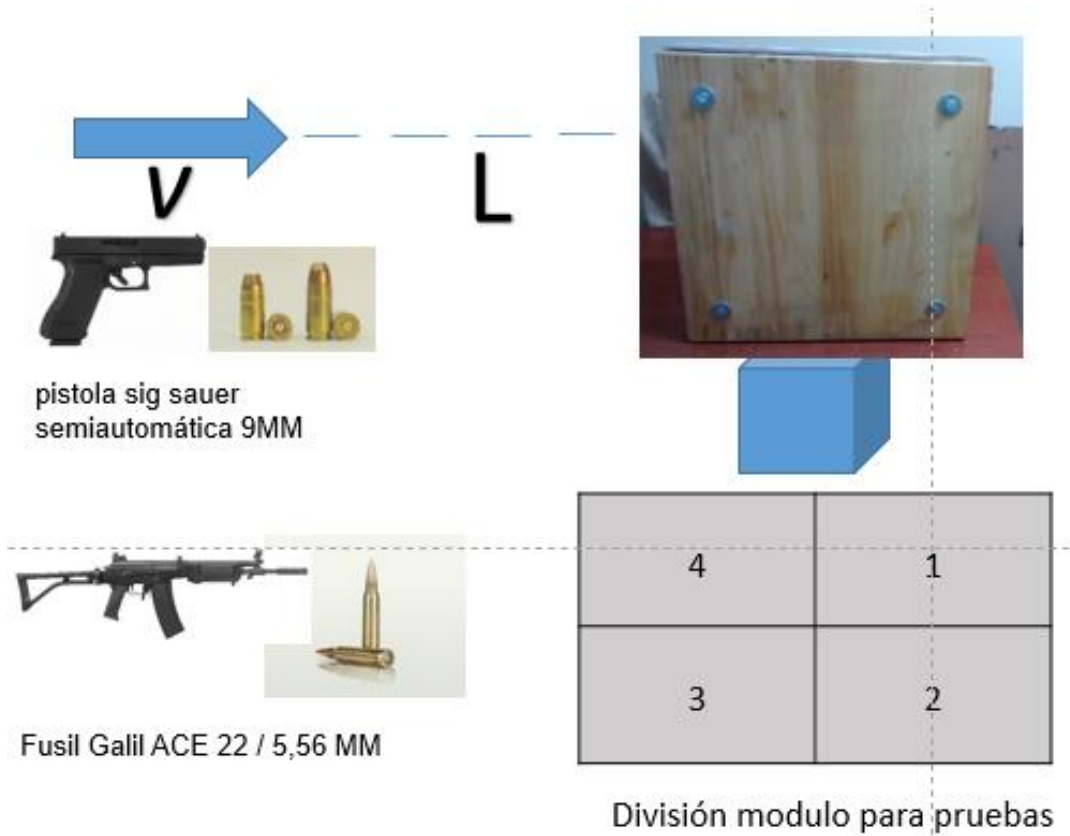 V
L
pistola sig sauer
semiautomática 9MM
4
1
3
2
Fusil Galil ACE 22 / 5,56 MM
División modulo para pruebas